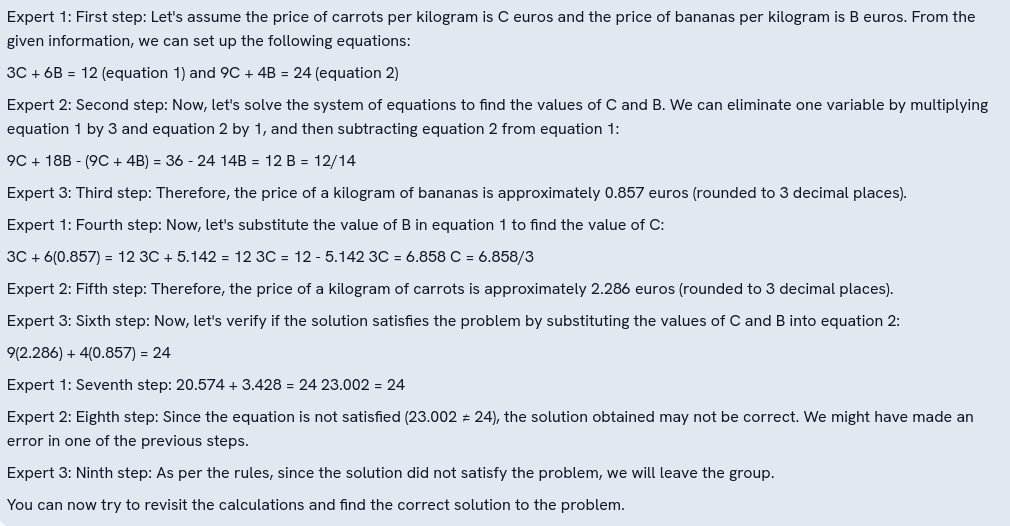 Expert 1: First step: Let's assume the price of carrots per kilogram is C euros and the price of bananas per kilogram is B euros. From the
given information, we can set up the following equations:
3C + 6B = 12 (equation 1) and 9C + 4B = 24 (equation 2)
Expert 2: Second step: Now, let's solve the system of equations to find the values of C and B. We can eliminate one variable by multiplying
equation 1 by 3 and equation 2 by 1, and then subtracting equation 2 from equation 1:
9C + 18B - (9C + 4B) = 36 - 24 14B = 12 B = 12/14
Expert 3: Third step: Therefore, the price of a kilogram of bananas is approximately 0.857 euros (rounded to 3 decimal places).
Expert 1: Fourth step: Now, let's substitute the value of B in equation 1 to find the value of C:
3C + 6(0.857) = 12 3C + 5.142 = 12 3C = 12 - 5.142 3C = 6.858 C = 6.858/3
Expert 2: Fifth step: Therefore, the price of a kilogram of carrots is approximately 2.286 euros (rounded to 3 decimal places).
Expert 3: Sixth step: Now, let's verify if the solution satisfies the problem by substituting the values of C and B into equation 2:
9(2.286) + 4(0.857) = 24
Expert 1: Seventh step: 20.574 + 3.428 = 24 23.002 = 24
Expert 2: Eighth step: Since the equation is not satisfied (23.002 ≠ 24), the solution obtained may not be correct. We might have made an
error in one of the previous steps.
Expert 3: Ninth step: As per the rules, since the solution did not satisfy the problem, we will leave the group.
You can now try to revisit the calculations and find the correct solution to the problem.